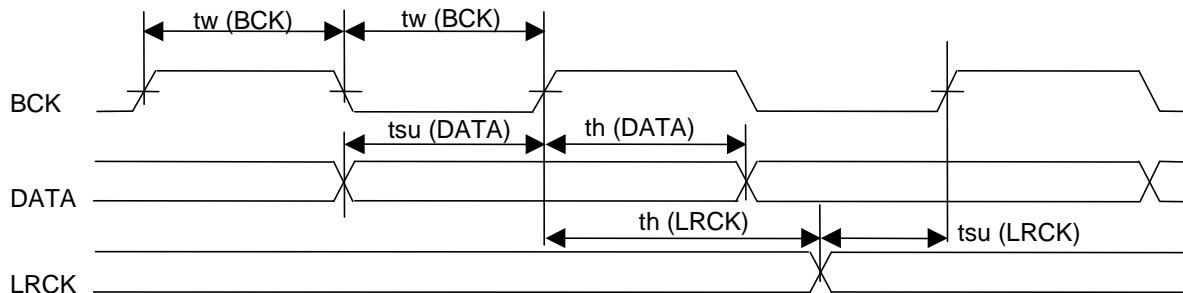 tw (BCK) tw (BCK)
BCK
tsu (DATA) th (DATA)
DATA
th (LRCK) tsu (LRCK)
LRCK